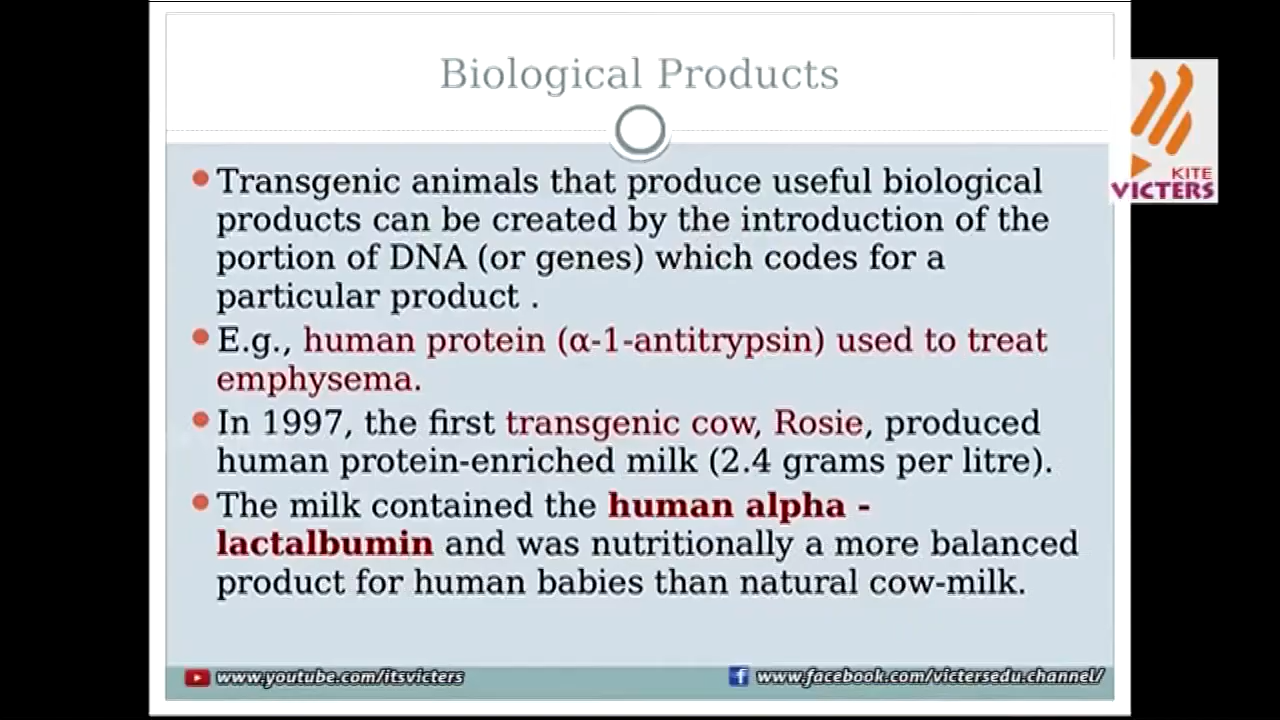 Biological Products
Transgenic animals that produce useful biological
products can be created by the introduction of the
portion of DNA (or genes) which codes for a
particular product .
E.g., human protein (α-1-antitrypsin) used to treat
emphysema.
In 1997, the first transgenic cow, Rosie, produced
human protein-enriched milk (2.4 grams per litre).
The milk contained the human alpha -
lactalbumin and was nutritionally a more balanced
product for human babies than natural cow-milk.
KITE
VICTERS
www.youtube.com/itsvicters
www.facebook.com/victersedu.channel/